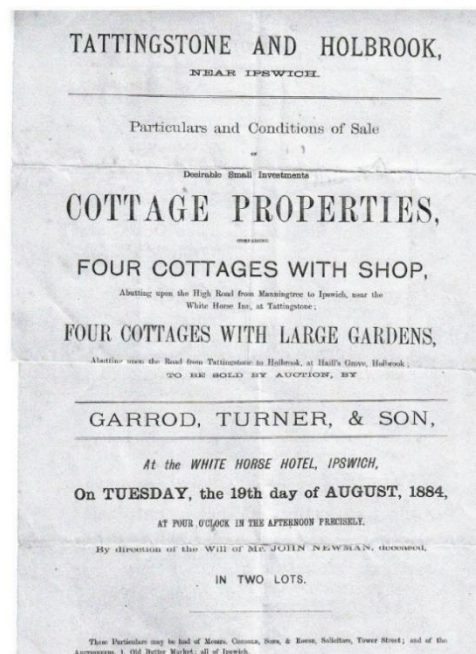 TATTINGSTONE AND HOLBROOK,
NEAR IPSWICH.
Particulars and Conditions of Sale
OF
Desirable Small Investments
COTTAGE PROPERTIES,
COMPRISING
FOUR COTTAGES WITH SHOP,
Abutting upon the High Road from Manningtree to Ipswich, near the
White Horse Inn, at Tattingstone;
FOUR COTTAGES WITH LARGE GARDENS,
Abutting upon the Road from Tattingstone to Holbrook, at Haill's Grove, Holbrook;
TO BE SOLD BY AUCTION, BY
GARROD, TURNER, & SON,
At the WHITE HORSE HOTEL, IPSWICH,
On TUESDAY, the 19th day of AUGUST, 1884,
AT FOUR O'CLOCK IN THE AFTERNOON PRECISELY.
By direction of the Will of Mr. JOHN NEWMAN, deceased,
IN TWO LOTS.
These Particulars may be had of Messrs. Sons, & Solicitors, Tower Street; and of the
Auctioneers, 1, Old Butter Market; all of Ipswich.